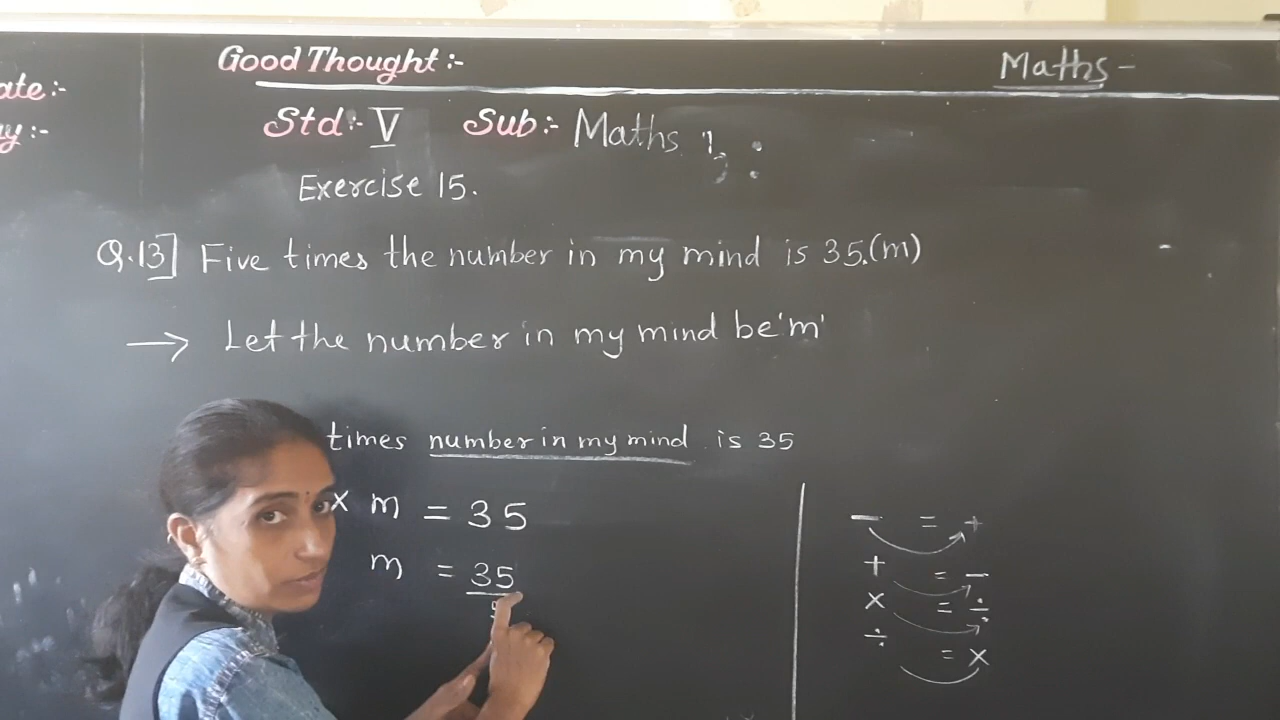 Good Thought :-
Maths -
ate:-
Std:- V Sub:- Maths
y:-
Exercise 15.
Q.13] Five times the number in my mind is 35.(m)
→ Let the number in my mind be 'm'
times number in my mind is 35
x m = 35
m = 35
- = +
+ = -
× = ÷
÷ = ×